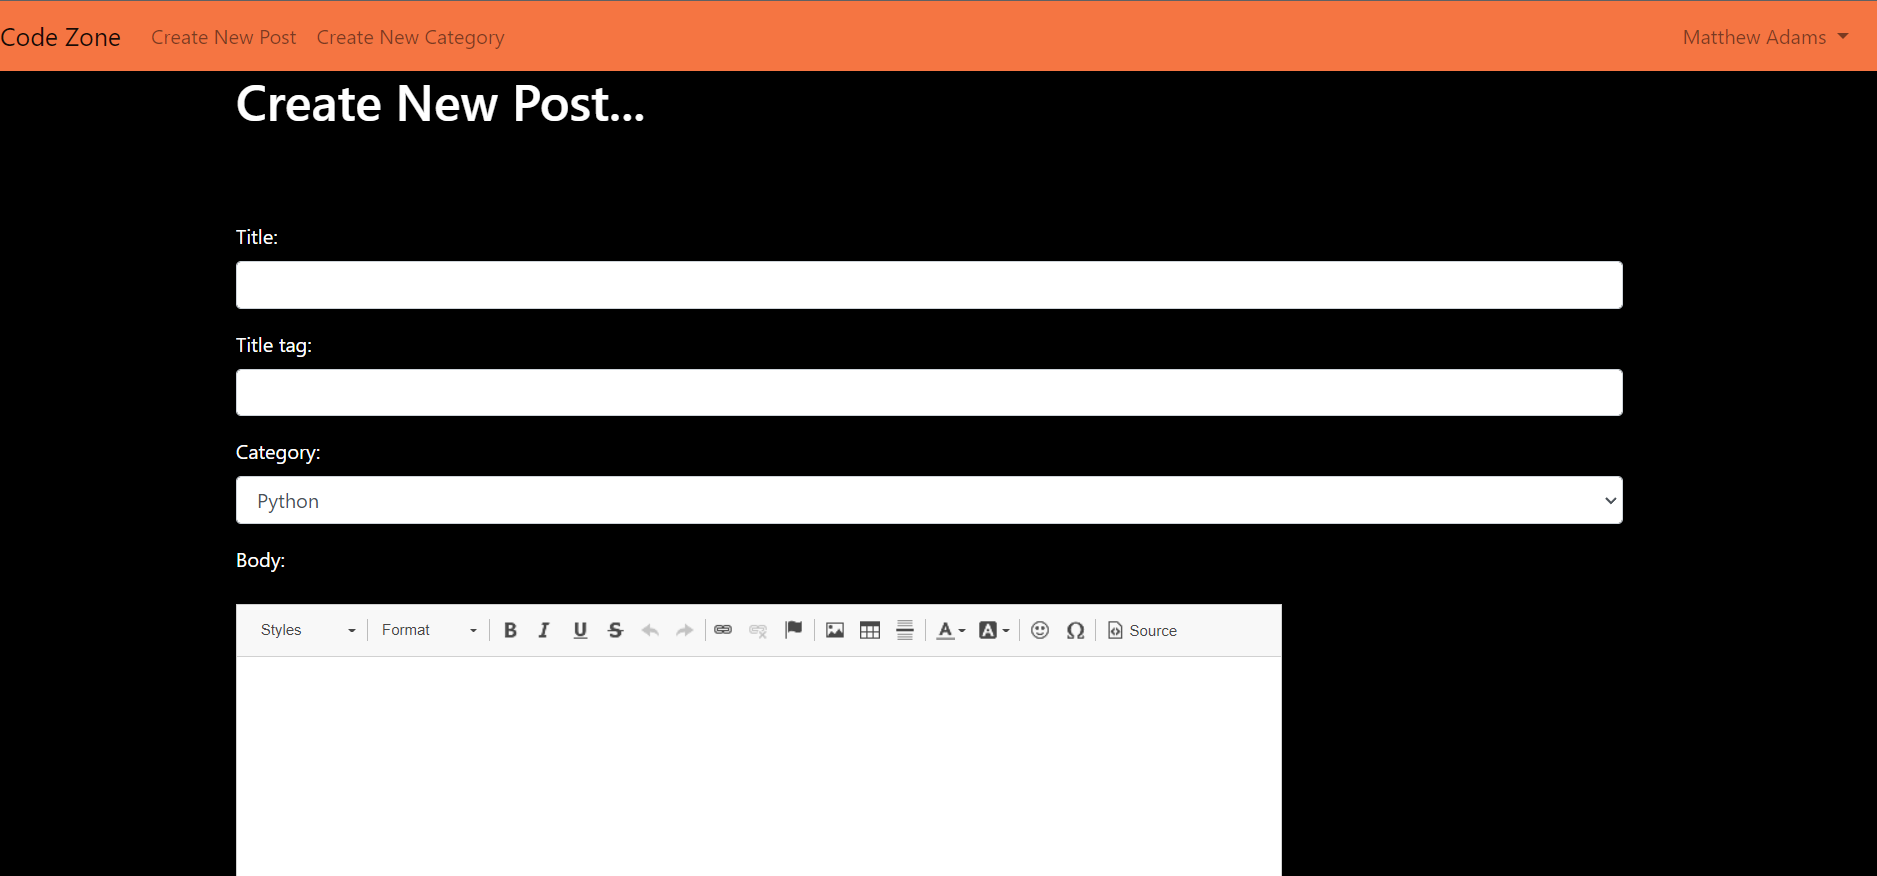 Code Zone Create New Post Create New Category Matthew Adams
Create New Post...
Title:
Title tag:
Category:
Python
Body:
Styles Format B I U S A A Ω Source